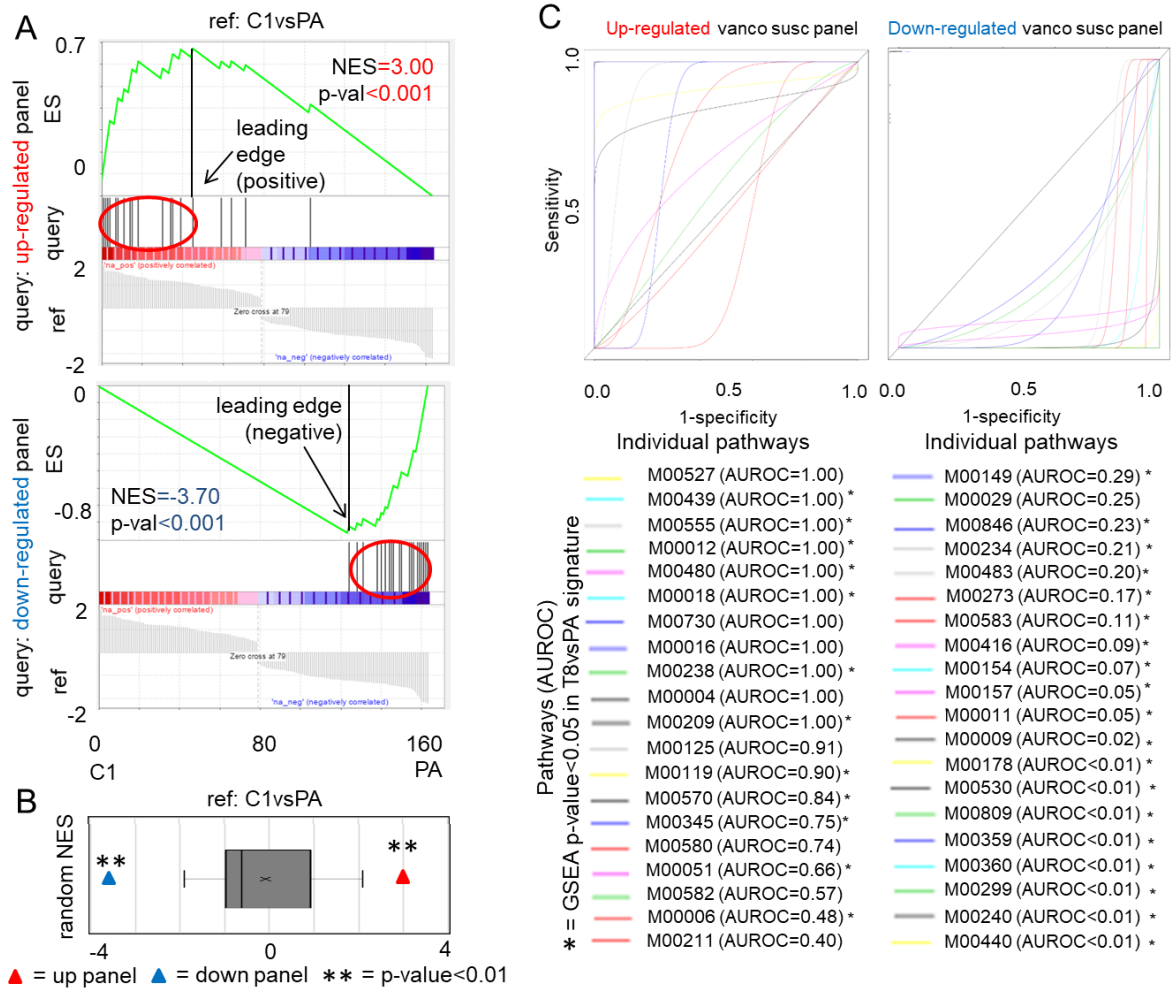 A
ref: C1vsPA
0.7
NES=3.00
p-val<0.001
ES
leading
edge
(positive)
0
query: up-regulated panel
query
'na_pos' (positively correlated)
2
Zero cross at 79
ref
'na_neg' (negatively correlated)
-2
0
leading edge
(negative)
ES
NES=-3.70
p-val<0.001
-0.8
query: down-regulated panel
query
'na_pos' (positively correlated)
2
Zero cross at 79
ref
'na_neg' (negatively correlated)
-2
0 80 160
C1 PA
B
ref: C1vsPA
random NES
** **
-4 0 4
= up panel = down panel ** = p-value<0.01
C
Up-regulated vanco susc panel
Down-regulated vanco susc panel
1.0
Sensitivity
0.5
0.0 0.5 1.0
1-specificity
0.0 0.5 1.0
1-specificity
Pathways (AUROC)
* = GSEA p-value<0.05 in T8vsPA signature
Individual pathways
M00527 (AUROC=1.00)
M00439 (AUROC=1.00) *
M00555 (AUROC=1.00) *
M00012 (AUROC=1.00) *
M00480 (AUROC=1.00) *
M00018 (AUROC=1.00) *
M00730 (AUROC=1.00)
M00016 (AUROC=1.00)
M00238 (AUROC=1.00) *
M00004 (AUROC=1.00)
M00209 (AUROC=1.00) *
M00125 (AUROC=0.91)
M00119 (AUROC=0.90) *
M00570 (AUROC=0.84) *
M00345 (AUROC=0.75) *
M00580 (AUROC=0.74)
M00051 (AUROC=0.66) *
M00582 (AUROC=0.57)
M00006 (AUROC=0.48) *
M00211 (AUROC=0.40)
Individual pathways
M00149 (AUROC=0.29) *
M00029 (AUROC=0.25)
M00846 (AUROC=0.23) *
M00234 (AUROC=0.21) *
M00483 (AUROC=0.20) *
M00273 (AUROC=0.17) *
M00583 (AUROC=0.11) *
M00416 (AUROC=0.09) *
M00154 (AUROC=0.07) *
M00157 (AUROC=0.05) *
M00011 (AUROC=0.05) *
M00009 (AUROC=0.02) *
M00178 (AUROC<0.01) *
M00530 (AUROC<0.01) *
M00809 (AUROC<0.01) *
M00359 (AUROC<0.01) *
M00360 (AUROC<0.01) *
M00299 (AUROC<0.01) *
M00240 (AUROC<0.01) *
M00440 (AUROC<0.01) *